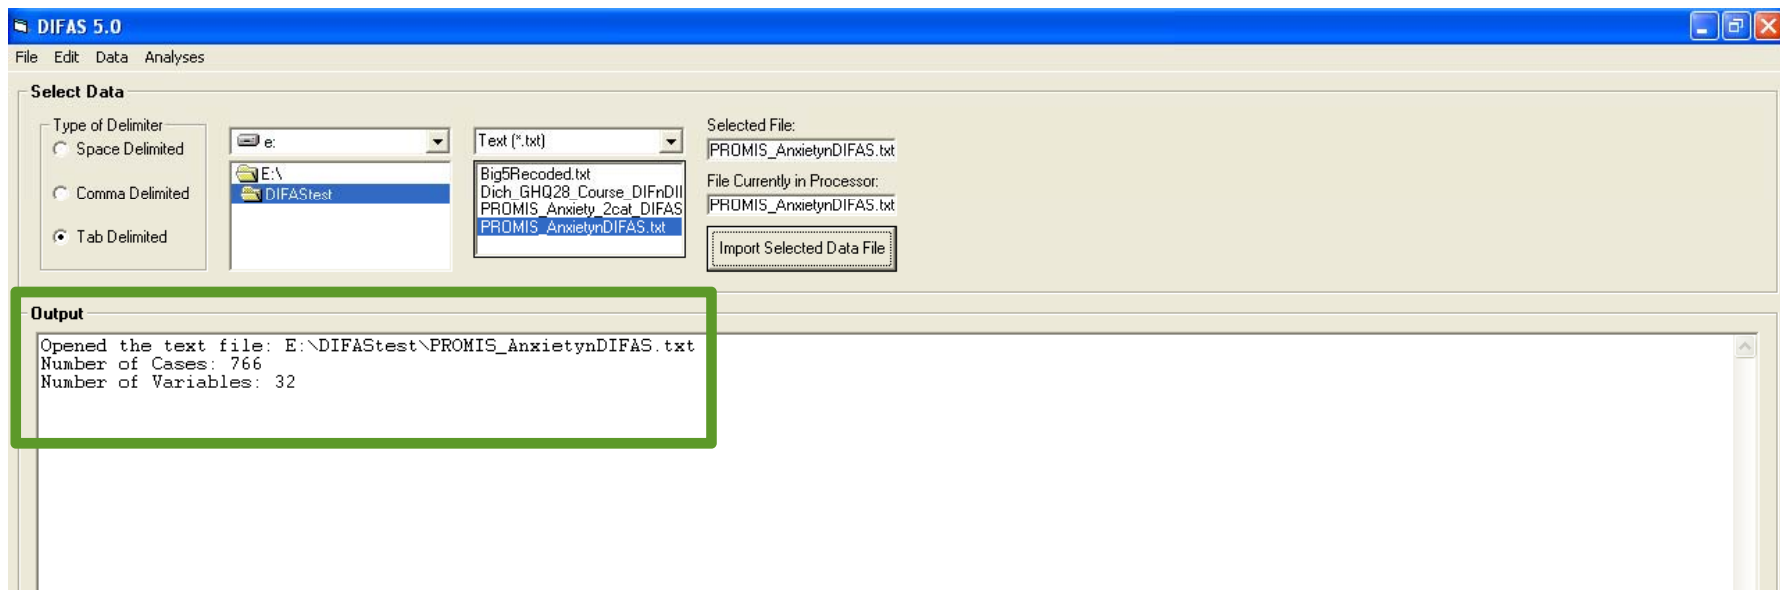 DIFAS 5.0
File Edit Data Analyses
Select Data
Type of Delimiter
Space Delimited
Comma Delimited
Tab Delimited
e:
E:\
DIFAStest
Text (*.txt)
Big5Recoded.txt
Dich_GHQ28_Course_DIFnDII
PROMIS_Anxiety_2cat_DIFAS
PROMIS_AnxietynDIFAS.txt
Selected File:
PROMIS_AnxietynDIFAS.txt
File Currently in Processor:
PROMIS_AnxietynDIFAS.txt
Import Selected Data File
Output
Opened the text file: E:\DIFAStest\PROMIS_AnxietynDIFAS.txt
Number of Cases: 766
Number of Variables: 32